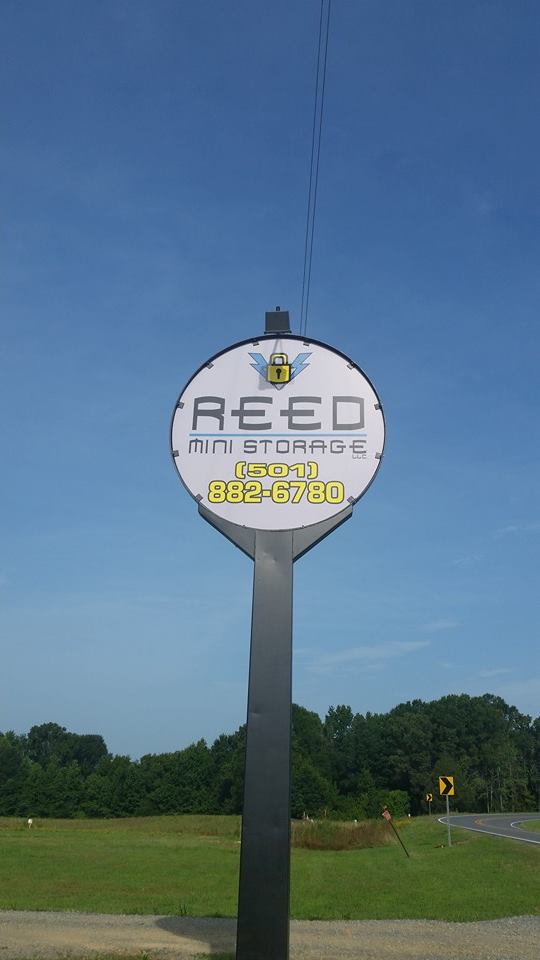 REED
MINI STORAGE
LLC
(501)
882-6780